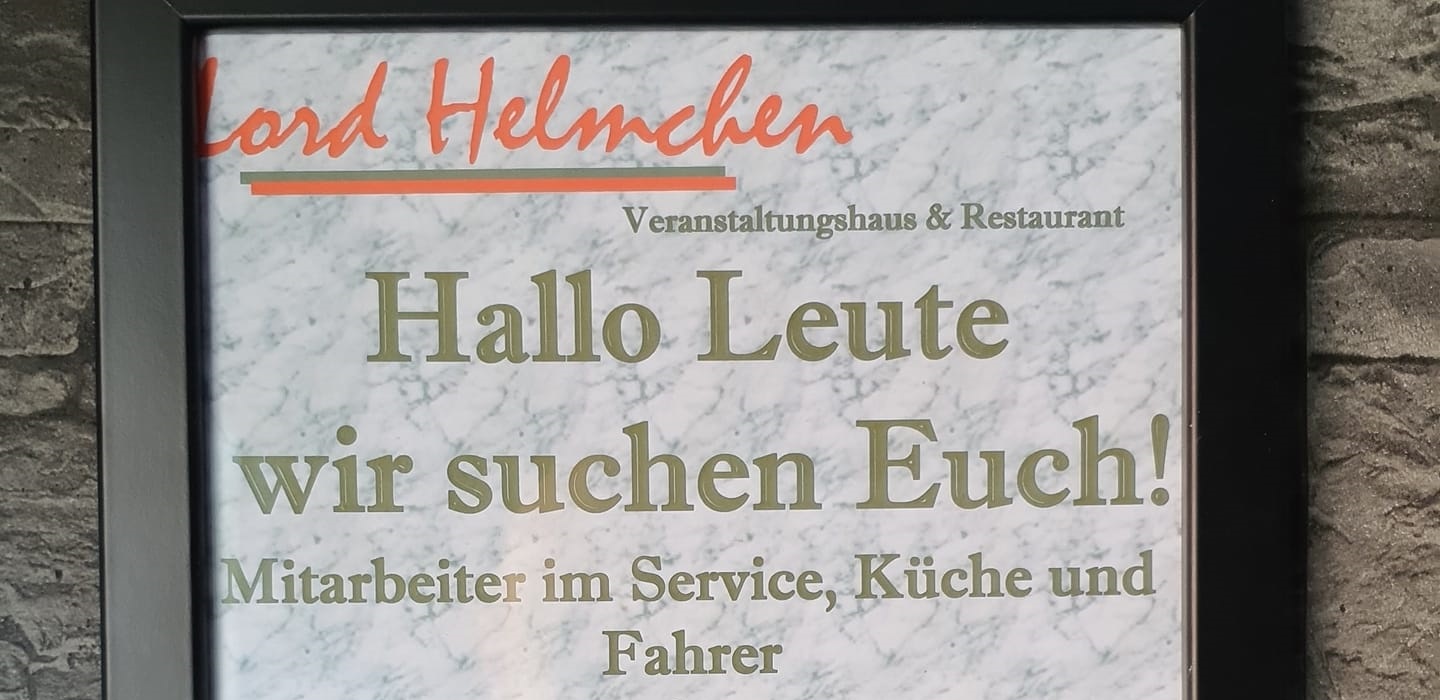 Lord Helmchen
Veranstaltungshaus & Restaurant
Hallo Leute
wir suchen Euch!
Mitarbeiter im Service, Küche und
Fahrer